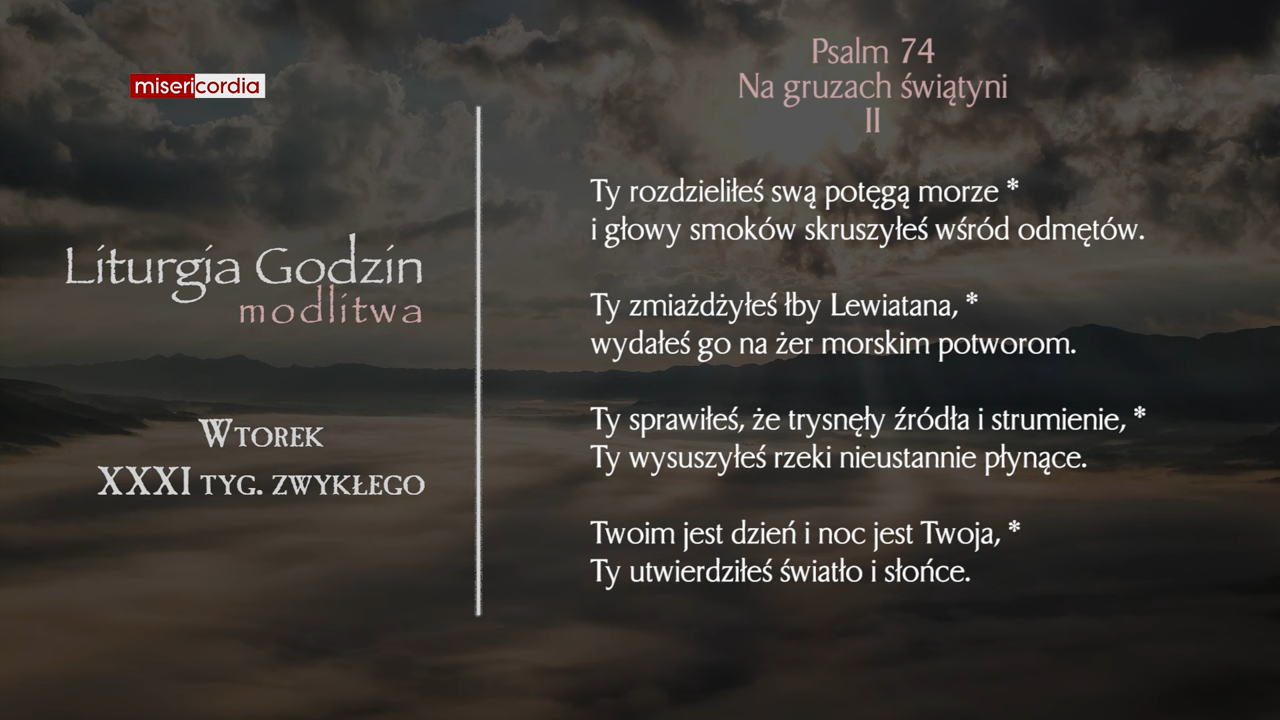 misericordia
Liturgia Godzin
modlitwa
Wtorek
XXXI tyg. zwykłego
Psalm 74
Na gruzach świątyni
II
Ty rozdzieliłeś swą potęgą morze *
i głowy smoków skruszyłeś wśród odmętów.
Ty zmiażdżyłeś łby Lewiatana, *
wydałeś go na żer morskim potworom.
Ty sprawiłeś, że trysnęły źródła i strumienie, *
Ty wysuszyłeś rzeki nieustannie płynące.
Twoim jest dzień i noc jest Twoja, *
Ty utwierdziłeś światło i słońce.